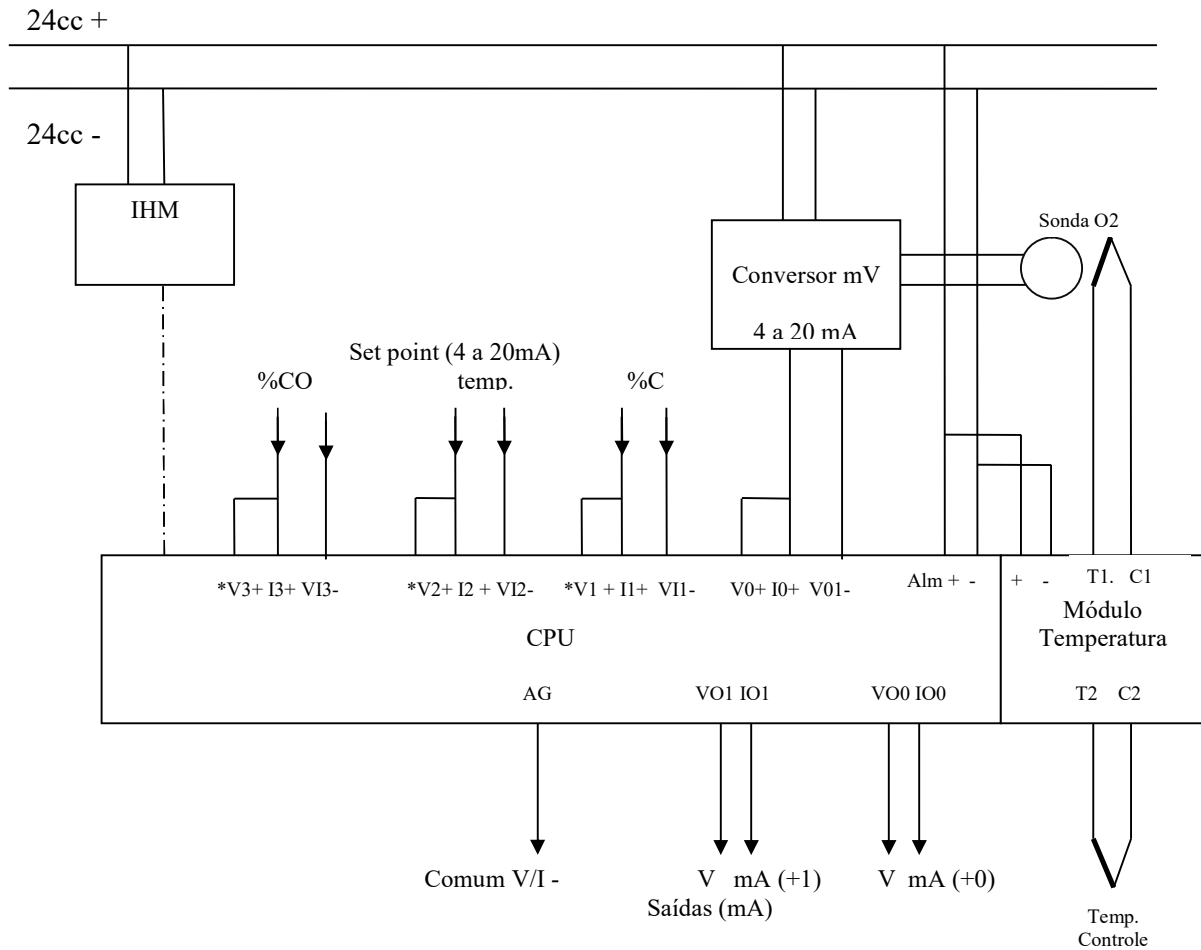 24cc +
24cc -
IHM
Sonda O2
Conversor mV
4 a 20 mA
Set point (4 a 20mA)
%CO
temp.
%C
*V3+ I3+ VI3-
*V2+ I2 + VI2-
*V1 + I1+ VI1-
V0+ I0+ V01-
Alm + -
+ -
T1. C1
Módulo
Temperatura
CPU
AG
VO1 IO1
VO0 IO0
T2 C2
Comum V/I -
V mA (+1)
V mA (+0)
Saídas (mA)
Temp.
Controle